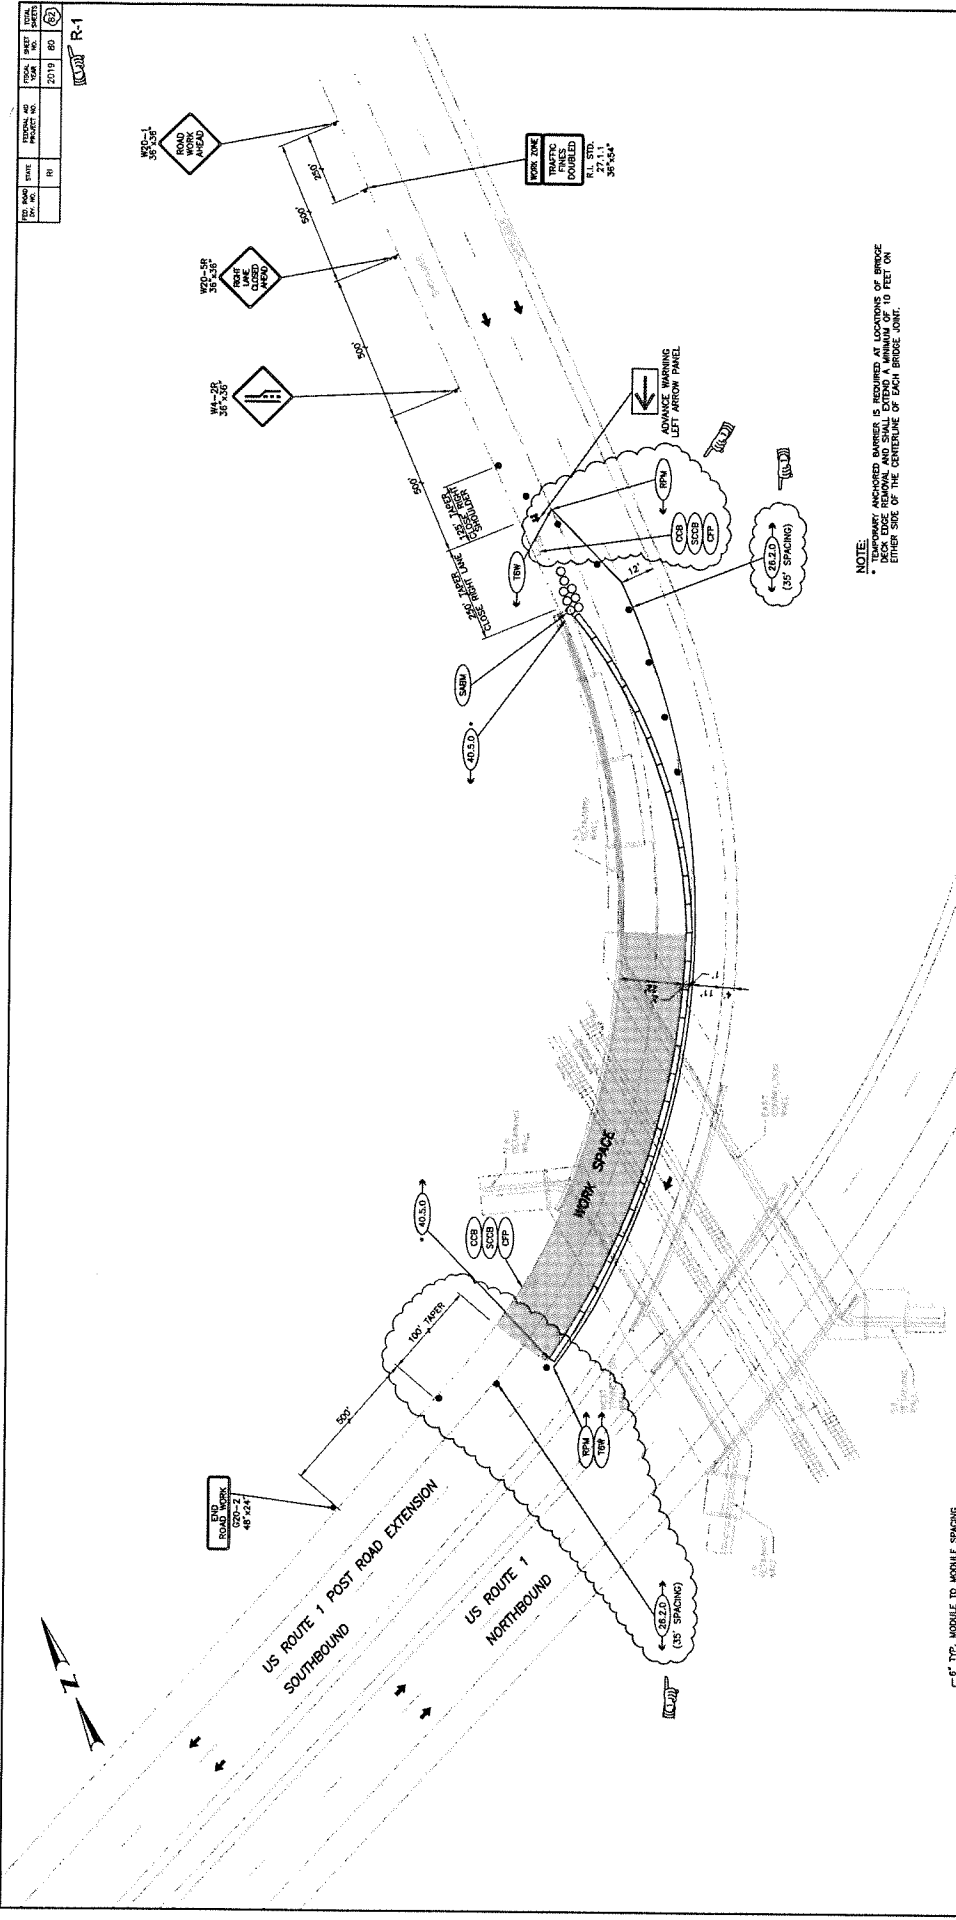 FED. ROAD DIV. NO.
STATE
FEDERAL AID PROJECT NO.
FISCAL YEAR
SHEET NO.
TOTAL SHEETS
RI
2019
80
82
R-1
W20-1
36"x36"
ROAD
WORK
AHEAD
W20-5R
36"x36"
RIGHT
LANE
CLOSED
AHEAD
W4-2R
36"x36"
250'
500'
500'
500'
WORK ZONE
TRAFFIC
FINES
DOUBLED
R.I. STD.
27.1.1
36"x54"
125' TAPER
CLOSE RIGHT
SHOULDER
250' TAPER
CLOSE RIGHT LANE
ADVANCE WARNING
LEFT ARROW PANEL
T6W
RPM
CCB
SCCB
CFP
12'
26.2.0
(35' SPACING)
SABM
40.5.0 *
NOTE:
* TEMPORARY ANCHORED BARRIER IS REQUIRED AT LOCATIONS OF BRIDGE
DECK EDGE REMOVAL AND SHALL EXTEND A MINIMUM OF 10 FEET ON
EITHER SIDE OF THE CENTERLINE OF EACH BRIDGE JOINT.
1'
11'
4'
WORK SPACE
* 40.5.0
CCB
SCCB
CFP
100' TAPER
500'
END
ROAD WORK
G20-2
48"x24"
RPM
T6R
26.2.0
(35' SPACING)
US ROUTE 1 POST ROAD EXTENSION
SOUTHBOUND
US ROUTE 1
NORTHBOUND
N
6" TYP. MODULE TO MODULE SPACING